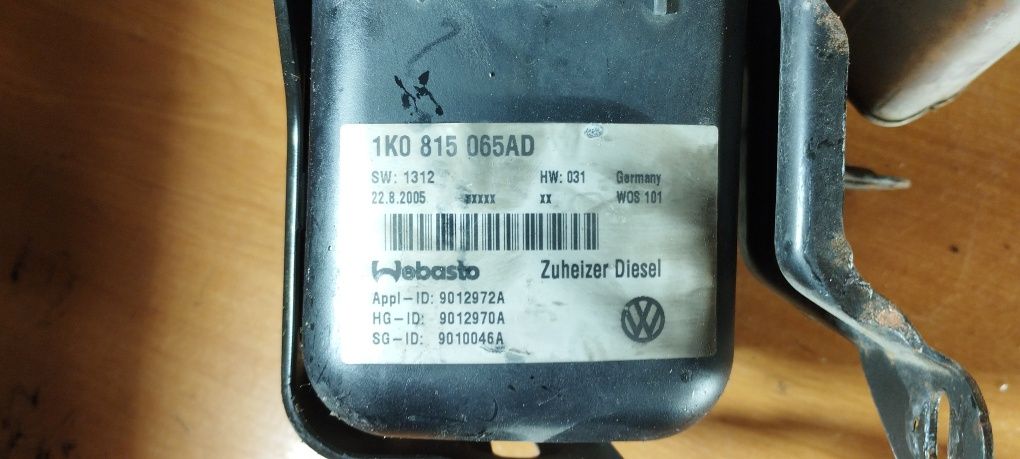 1K0 815 065AD
SW: 1312 HW: 031 Germany
22.8.2005 xxxxx xx WOS 101
Webasto Zuheizer Diesel
Appl-ID: 9012972A
HG-ID: 9012970A
SG-ID: 9010046A